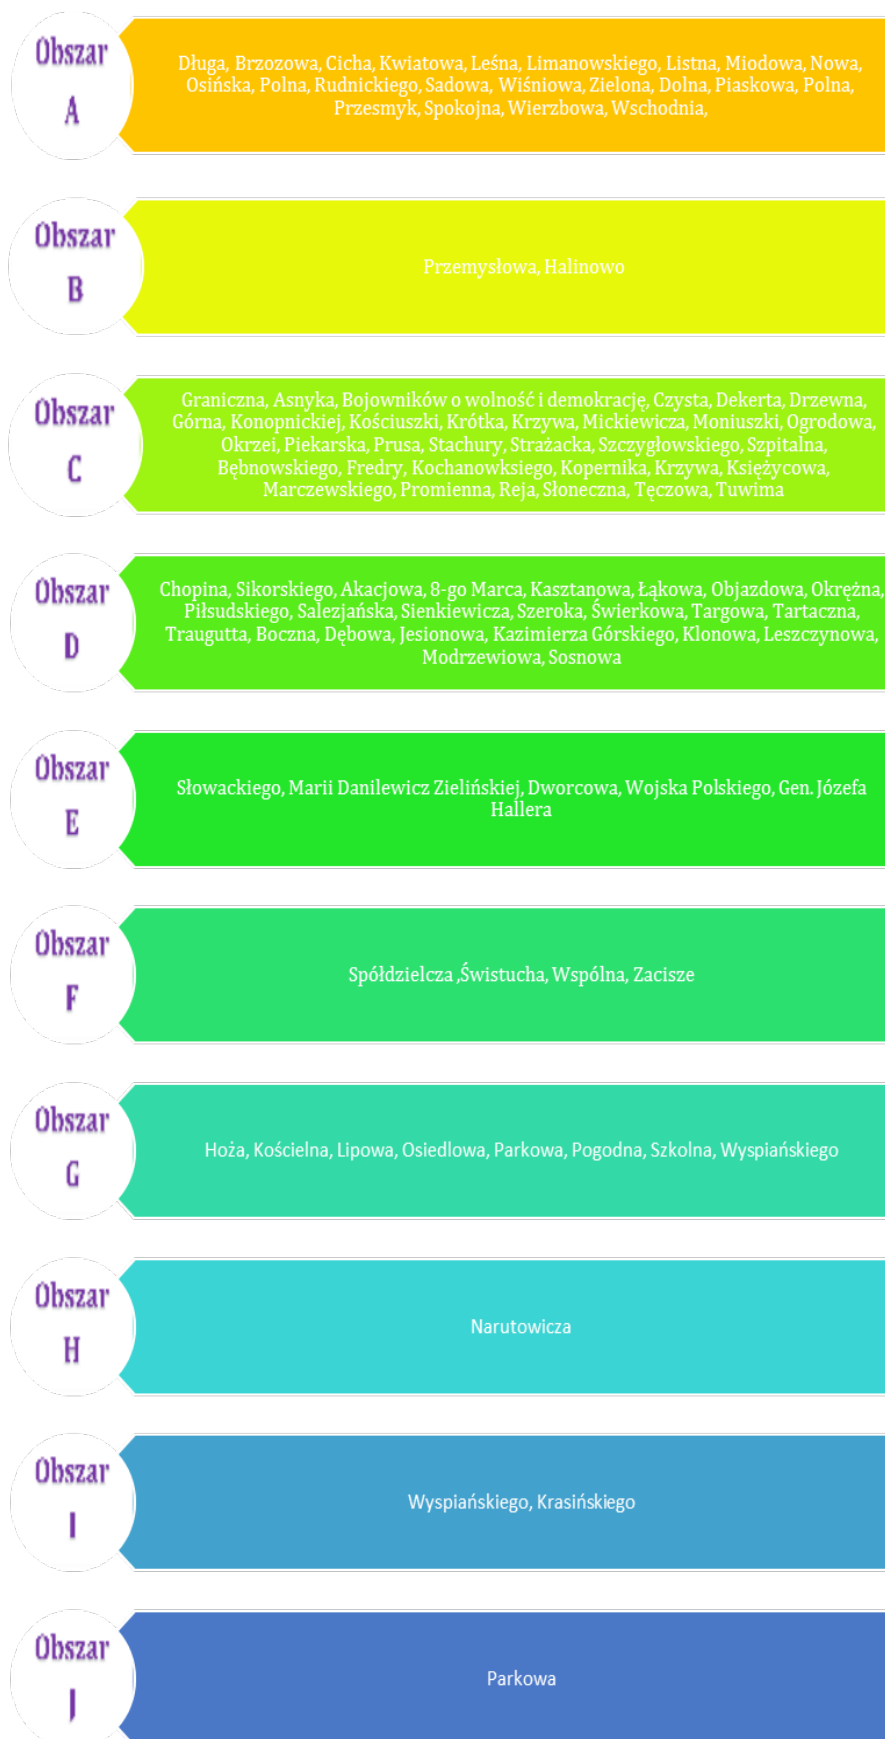 Obszar
A
Długa, Brzozowa, Cicha, Kwiatowa, Leśna, Limanowskiego, Listna, Miodowa, Nowa,
Osińska, Polna, Rudnickiego, Sadowa, Wiśniowa, Zielona, Dolna, Piaskowa, Polna,
Przesmyk, Spokojna, Wierzbowa, Wschodnia,
Obszar
B
Przemysłowa, Halinowo
Obszar
C
Graniczna, Asnyka, Bojowników o wolność i demokrację, Czysta, Dekerta, Drzewna,
Górna, Konopnickiej, Kościuszki, Krótka, Krzywa, Mickiewicza, Moniuszki, Ogrodowa,
Okrzei, Piekarska, Prusa, Stachury, Strażacka, Szczygłowskiego, Szpitalna,
Bębnowskiego, Fredry, Kochanowksiego, Kopernika, Krzywa, Księżycowa,
Marczewskiego, Promienna, Reja, Słoneczna, Tęczowa, Tuwima
Obszar
D
Chopina, Sikorskiego, Akacjowa, 8-go Marca, Kasztanowa, Łąkowa, Objazdowa, Okrężna,
Piłsudskiego, Salezjańska, Sienkiewicza, Szeroka, Świerkowa, Targowa, Tartaczna,
Traugutta, Boczna, Dębowa, Jesionowa, Kazimierza Górskiego, Klonowa, Leszczynowa,
Modrzewiowa, Sosnowa
Obszar
E
Słowackiego, Marii Danilewicz Zielińskiej, Dworcowa, Wojska Polskiego, Gen. Józefa
Hallera
Obszar
F
Spółdzielcza ,Świstucha, Wspólna, Zacisze
Obszar
G
Hoża, Kościelna, Lipowa, Osiedlowa, Parkowa, Pogodna, Szkolna, Wyspiańskiego
Obszar
H
Narutowicza
Obszar
I
Wyspiańskiego, Krasińskiego
Obszar
J
Parkowa